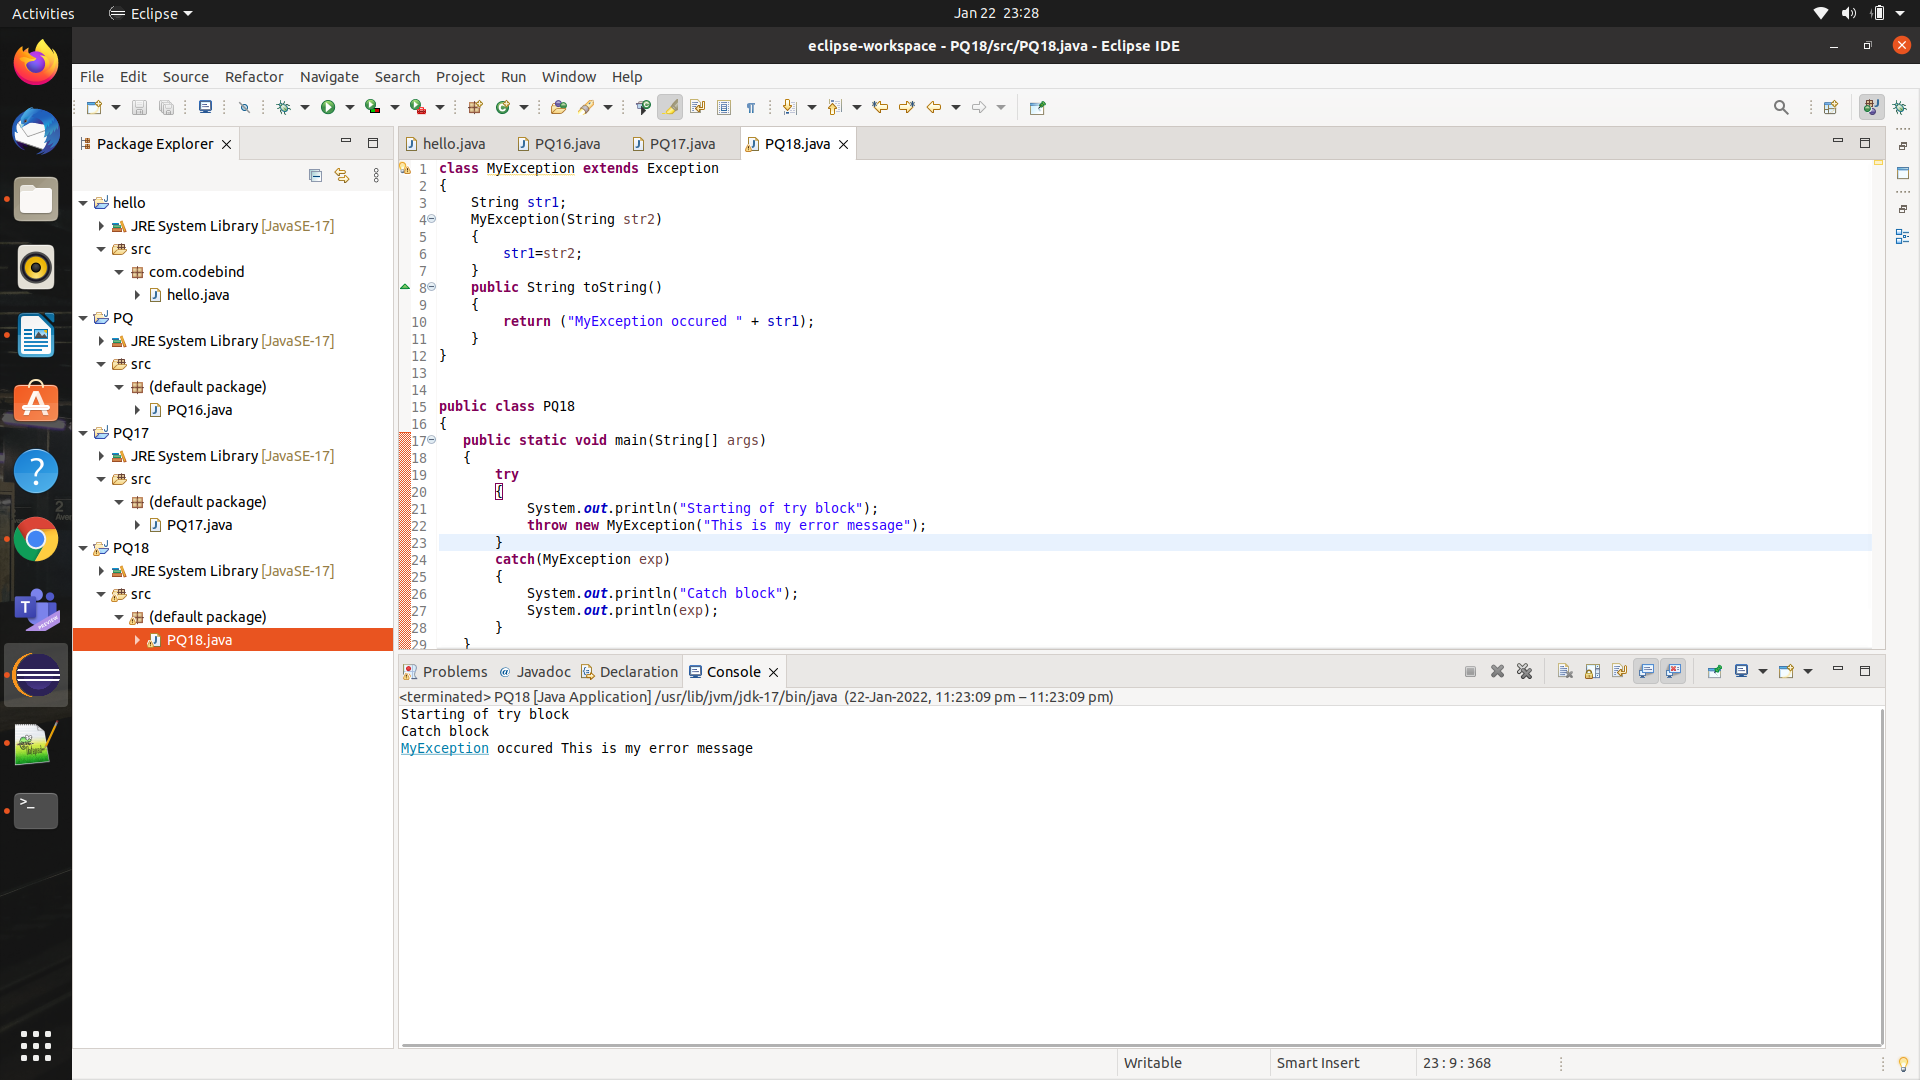 Activities
Eclipse
Jan 22 23:28
eclipse-workspace - PQ18/src/PQ18.java - Eclipse IDE
File Edit Source Refactor Navigate Search Project Run Window Help
Package Explorer
hello
JRE System Library [JavaSE-17]
src
com.codebind
hello.java
PQ
JRE System Library [JavaSE-17]
src
(default package)
PQ16.java
PQ17
JRE System Library [JavaSE-17]
src
(default package)
PQ17.java
PQ18
JRE System Library [JavaSE-17]
src
(default package)
PQ18.java
hello.java PQ16.java PQ17.java PQ18.java
1 class MyException extends Exception
2 {
3     String str1;
4     MyException(String str2)
5     {
6         str1=str2;
7     }
8     public String toString()
9     {
10         return ("MyException occured " + str1);
11     }
12 }
13
14
15 public class PQ18
16 {
17    public static void main(String[] args)
18    {
19        try
20        {
21            System.out.println("Starting of try block");
22            throw new MyException("This is my error message");
23        }
24        catch(MyException exp)
25        {
26            System.out.println("Catch block");
27            System.out.println(exp);
28        }
29    }
Problems Javadoc Declaration Console
<terminated> PQ18 [Java Application] /usr/lib/jvm/jdk-17/bin/java (22-Jan-2022, 11:23:09 pm – 11:23:09 pm)
Starting of try block
Catch block
MyException occured This is my error message
Writable
Smart Insert
23 : 9 : 368